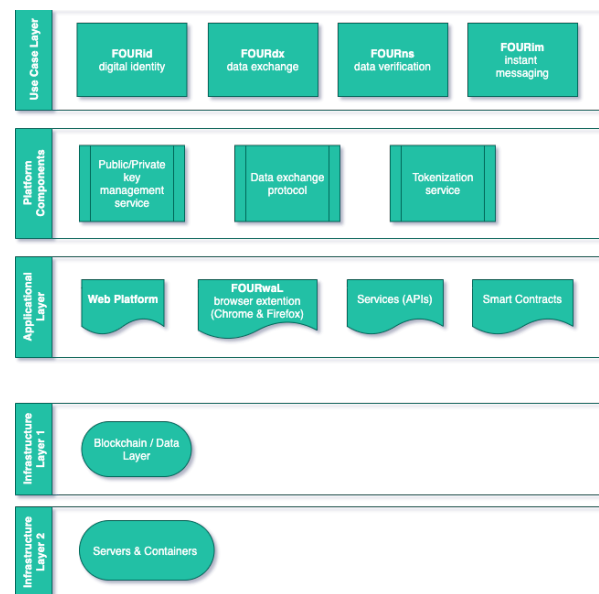 Use Case Layer
FOURid
digital identity
FOURdx
data exchange
FOURns
data verification
FOURim
instant
messaging
Platform
Components
Public/Private
key
management
service
Data exchange
protocol
Tokenization
service
Applicational
Layer
Web Platform
FOURwaL
browser extention
(Chrome & Firefox)
Services (APIs)
Smart Contracts
Infrastructure
Layer 1
Blockchain / Data
Layer
Infrastructure
Layer 2
Servers & Containers